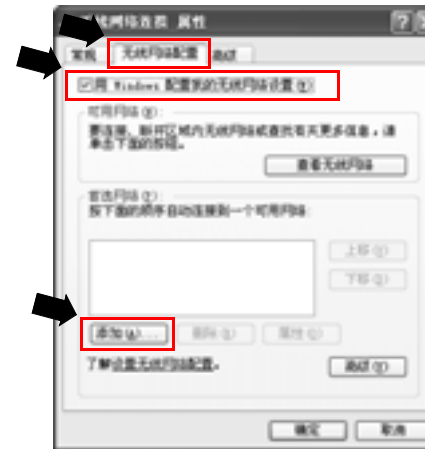 无线网络连接 属性
常规 无线网络配置 高级
用 Windows 配置我的无线网络设置(W)
可用网络(N):
要连接、断开区域内无线网络或查找有关更多信息，请
单击下面的按钮。
查看无线网络
首选网络(P):
按下面的顺序自动连接到一个可用网络:
上移(U)
下移(D)
添加(A)... 删除(R) 属性(O)
了解设置无线网络配置。
高级(V)
确定 取消